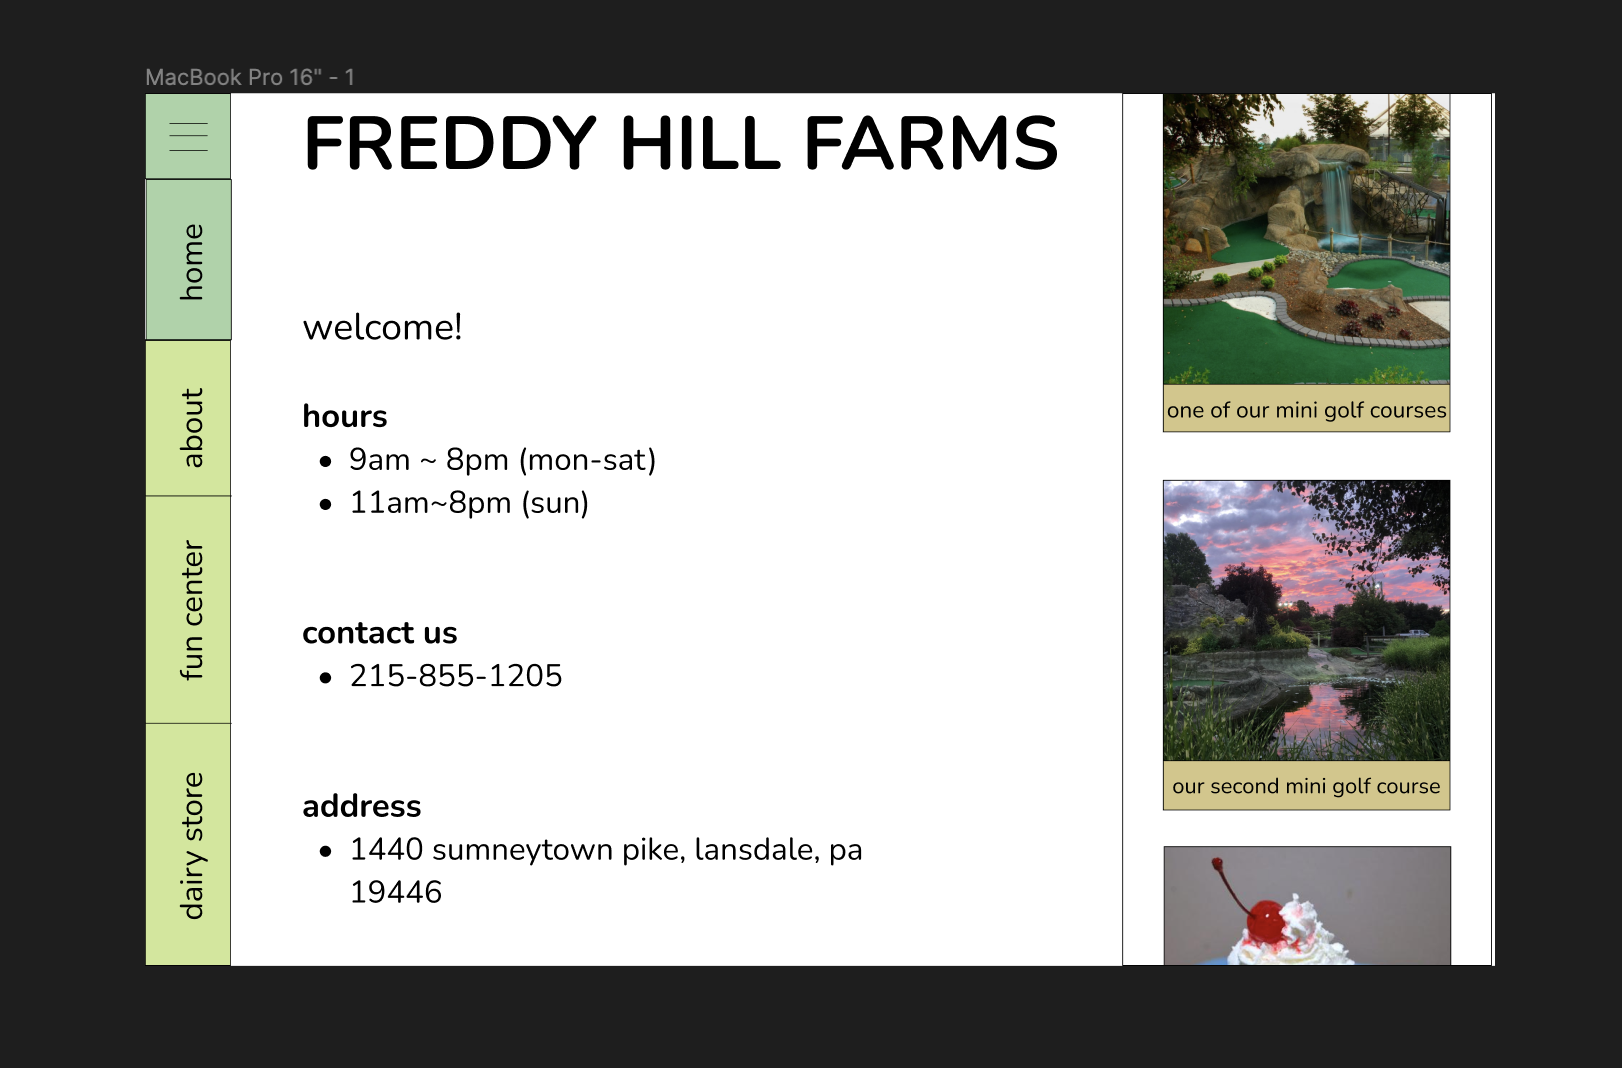 MacBook Pro 16" - 1
FREDDY HILL FARMS
home
about
fun center
dairy store
welcome!
hours
• 9am ~ 8pm (mon-sat)
• 11am~8pm (sun)
contact us
• 215-855-1205
address
• 1440 sumneytown pike, lansdale, pa
19446
one of our mini golf courses
our second mini golf course